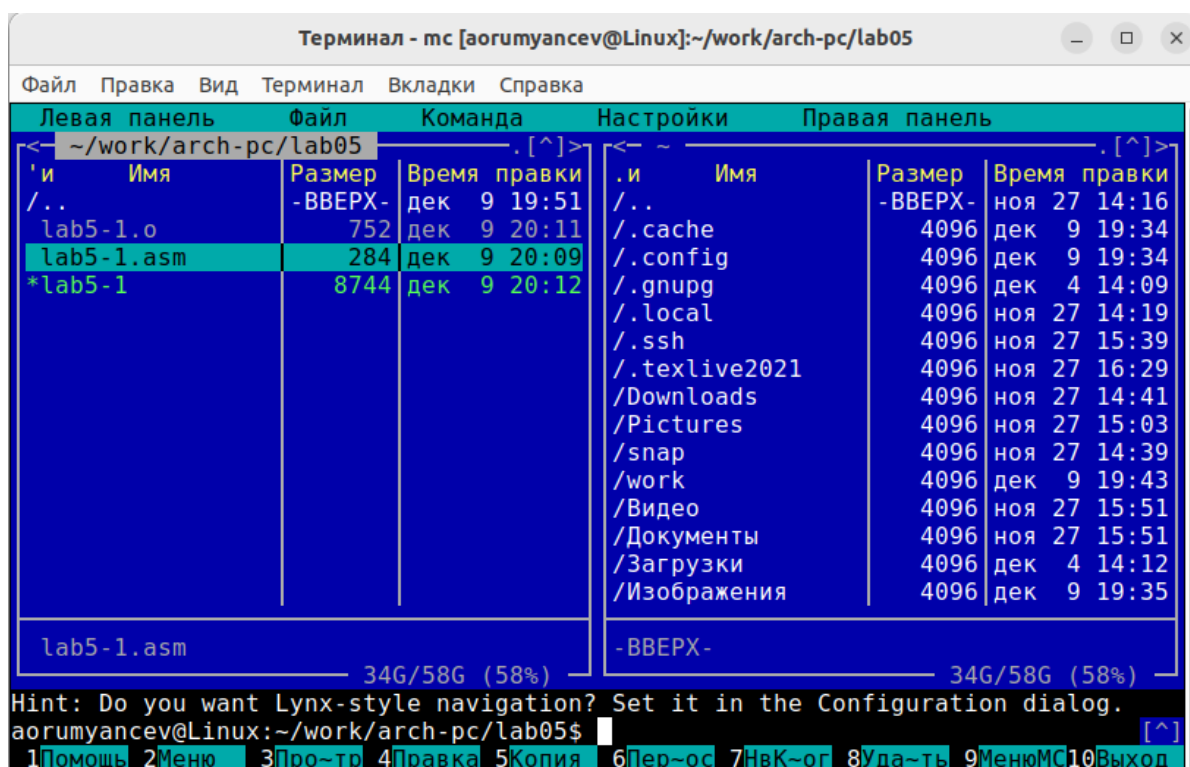 Терминал - mc [aorumyancev@Linux]:~/work/arch-pc/lab05
Файл Правка Вид Терминал Вкладки Справка
Левая панель Файл Команда Настройки Правая панель
<─ ~/work/arch-pc/lab05 ─.[^]> <─ ~ ─.[^]>
'и Имя Размер Время правки .и Имя Размер Время правки
/.. -ВВЕРХ- дек 9 19:51 /.. -ВВЕРХ- ноя 27 14:16
lab5-1.o 752 дек 9 20:11 /.cache 4096 дек 9 19:34
lab5-1.asm 284 дек 9 20:09 /.config 4096 дек 9 19:34
*lab5-1 8744 дек 9 20:12 /.gnupg 4096 дек 4 14:09
/.local 4096 ноя 27 14:19
/.ssh 4096 ноя 27 15:39
/.texlive2021 4096 ноя 27 16:29
/Downloads 4096 ноя 27 14:41
/Pictures 4096 ноя 27 15:03
/snap 4096 ноя 27 14:39
/work 4096 дек 9 19:43
/Видео 4096 ноя 27 15:51
/Документы 4096 ноя 27 15:51
/Загрузки 4096 дек 4 14:12
/Изображения 4096 дек 9 19:35
lab5-1.asm -ВВЕРХ-
34G/58G (58%) 34G/58G (58%)
Hint: Do you want Lynx-style navigation? Set it in the Configuration dialog.
aorumyancev@Linux:~/work/arch-pc/lab05$ [^]
1Помощь 2Меню 3Про~тр 4Правка 5Копия 6Пер~ос 7НвК~ог 8Уда~ть 9МенюMC 10Выход